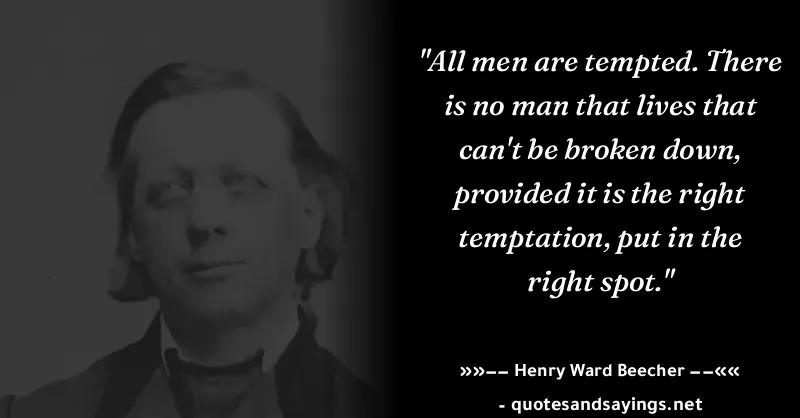 "All men are tempted. There
is no man that lives that
can't be broken down,
provided it is the right
temptation, put in the
right spot."
»»−− Henry Ward Beecher −−««
- quotesandsayings.net